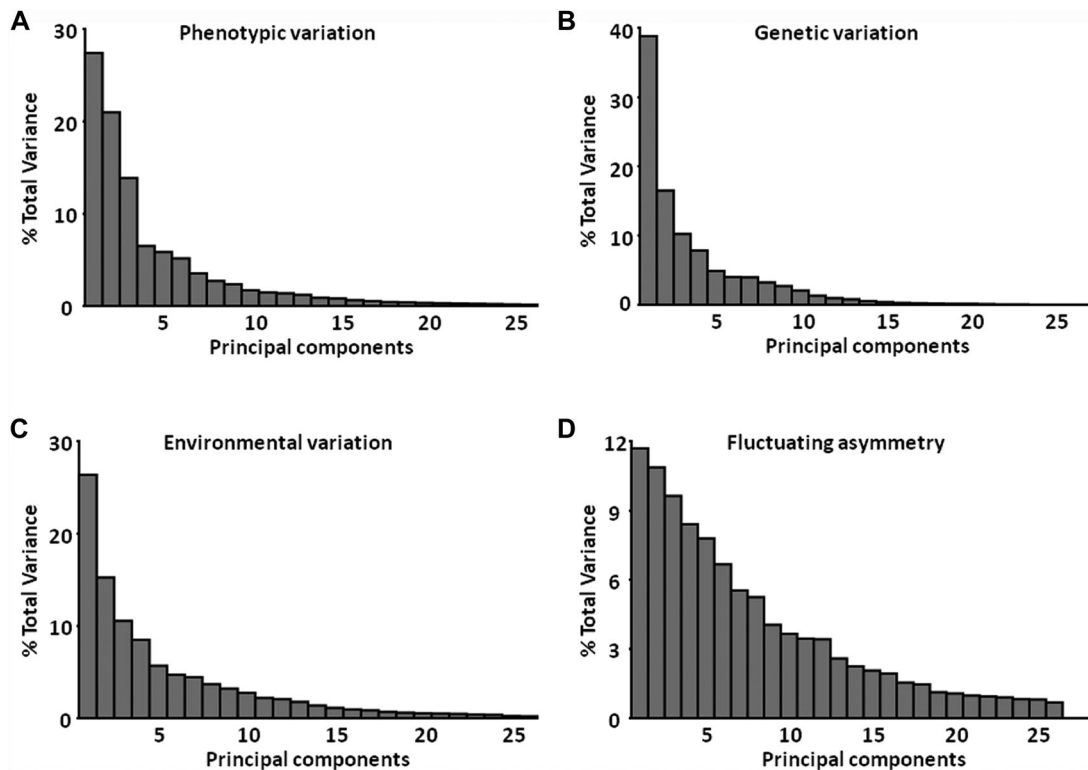 A
Phenotypic variation
% Total Variance
30
20
10
0
5 10 15 20 25
Principal components
B
Genetic variation
% Total Variance
40
30
20
10
0
5 10 15 20 25
Principal components
C
Environmental variation
% Total Variance
30
20
10
0
5 10 15 20 25
Principal components
D
Fluctuating asymmetry
% Total Variance
12
9
6
3
0
5 10 15 20 25
Principal components